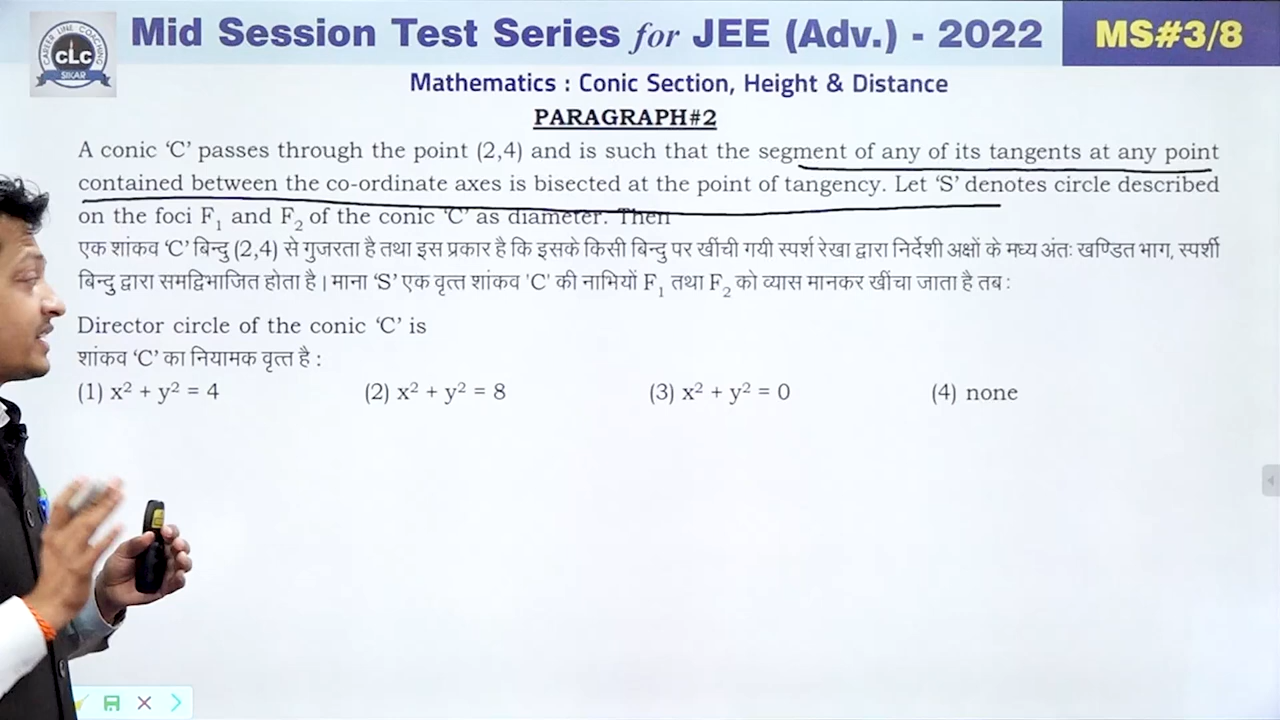 CAREER LINE COACHING
CLC
SIKAR
Mid Session Test Series for JEE (Adv.) - 2022
MS#3/8
Mathematics : Conic Section, Height & Distance
PARAGRAPH#2
A conic ‘C’ passes through the point (2,4) and is such that the segment of any of its tangents at any point
contained between the co-ordinate axes is bisected at the point of tangency. Let ‘S’ denotes circle described
on the foci F₁ and F₂ of the conic ‘C’ as diameter. Then
एक शांकव ‘C’ बिन्दु (2,4) से गुजरता है तथा इस प्रकार है कि इसके किसी बिन्दु पर खींची गयी स्पर्श रेखा द्वारा निर्देशी अक्षों के मध्य अंतः खण्डित भाग, स्पर्शी
बिन्दु द्वारा समद्विभाजित होता है। माना ‘S’ एक वृत्त शांकव 'C' की नाभियों F₁ तथा F₂ को व्यास मानकर खींचा जाता है तब :
Director circle of the conic ‘C’ is
शांकव ‘C’ का नियामक वृत्त है :
(1) x² + y² = 4 (2) x² + y² = 8 (3) x² + y² = 0 (4) none